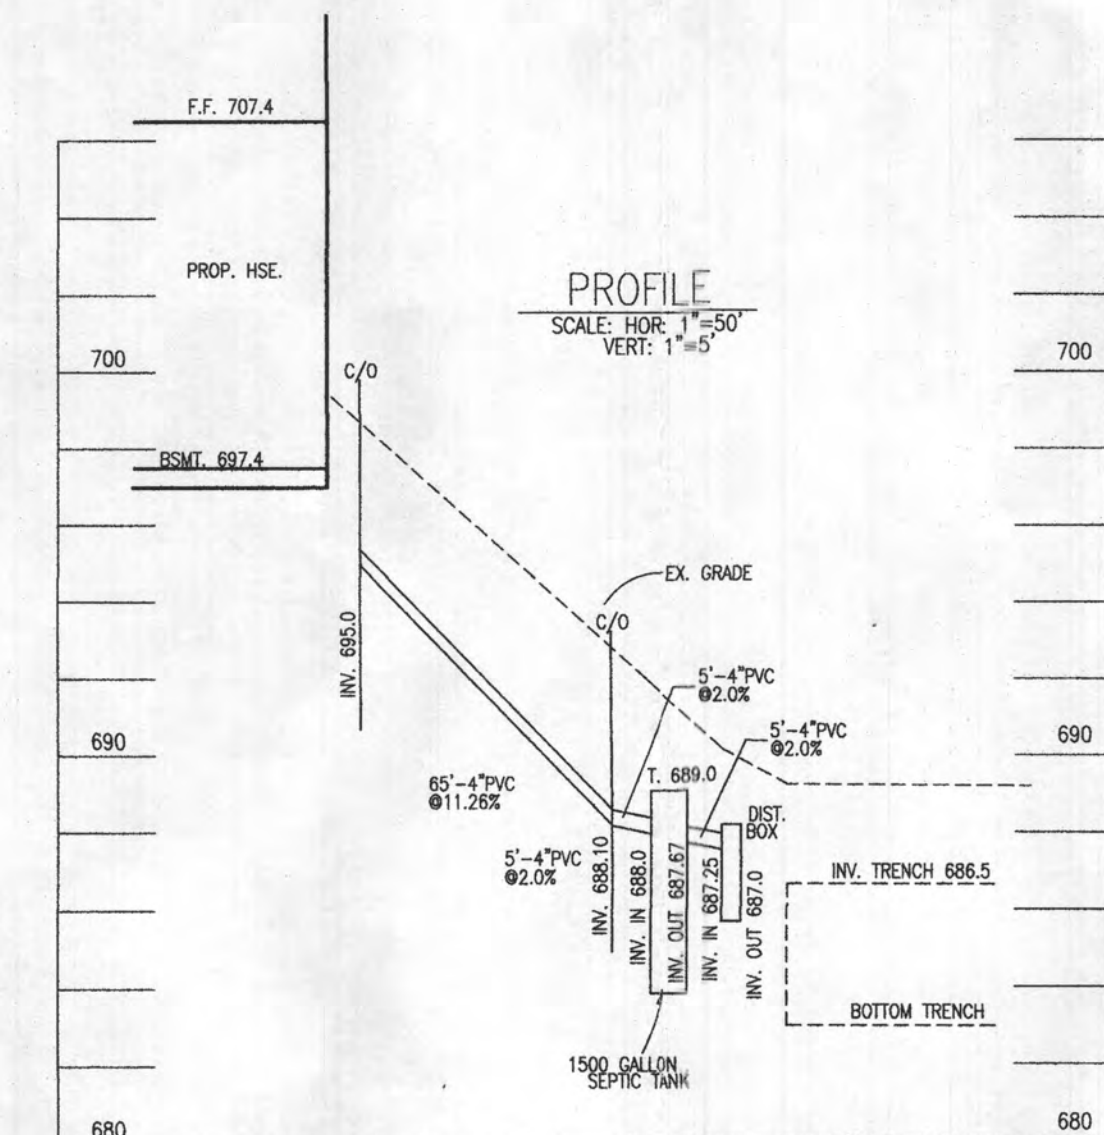 F.F. 707.4
PROP. HSE.
PROFILE
SCALE: HOR: 1"=50'
VERT: 1"=5'
700
700
C/O
BSMT. 697.4
EX. GRADE
C/O
INV. 695.0
5'-4"PVC
@2.0%
5'-4"PVC
@2.0%
690
690
T. 689.0
65'-4"PVC
@11.26%
DIST.
BOX
5'-4"PVC
@2.0%
INV. 688.10
INV. IN 688.0
INV. OUT 687.67
INV. IN 687.25
INV. OUT 687.0
INV. TRENCH 686.5
BOTTOM TRENCH
1500 GALLON
SEPTIC TANK
680
680